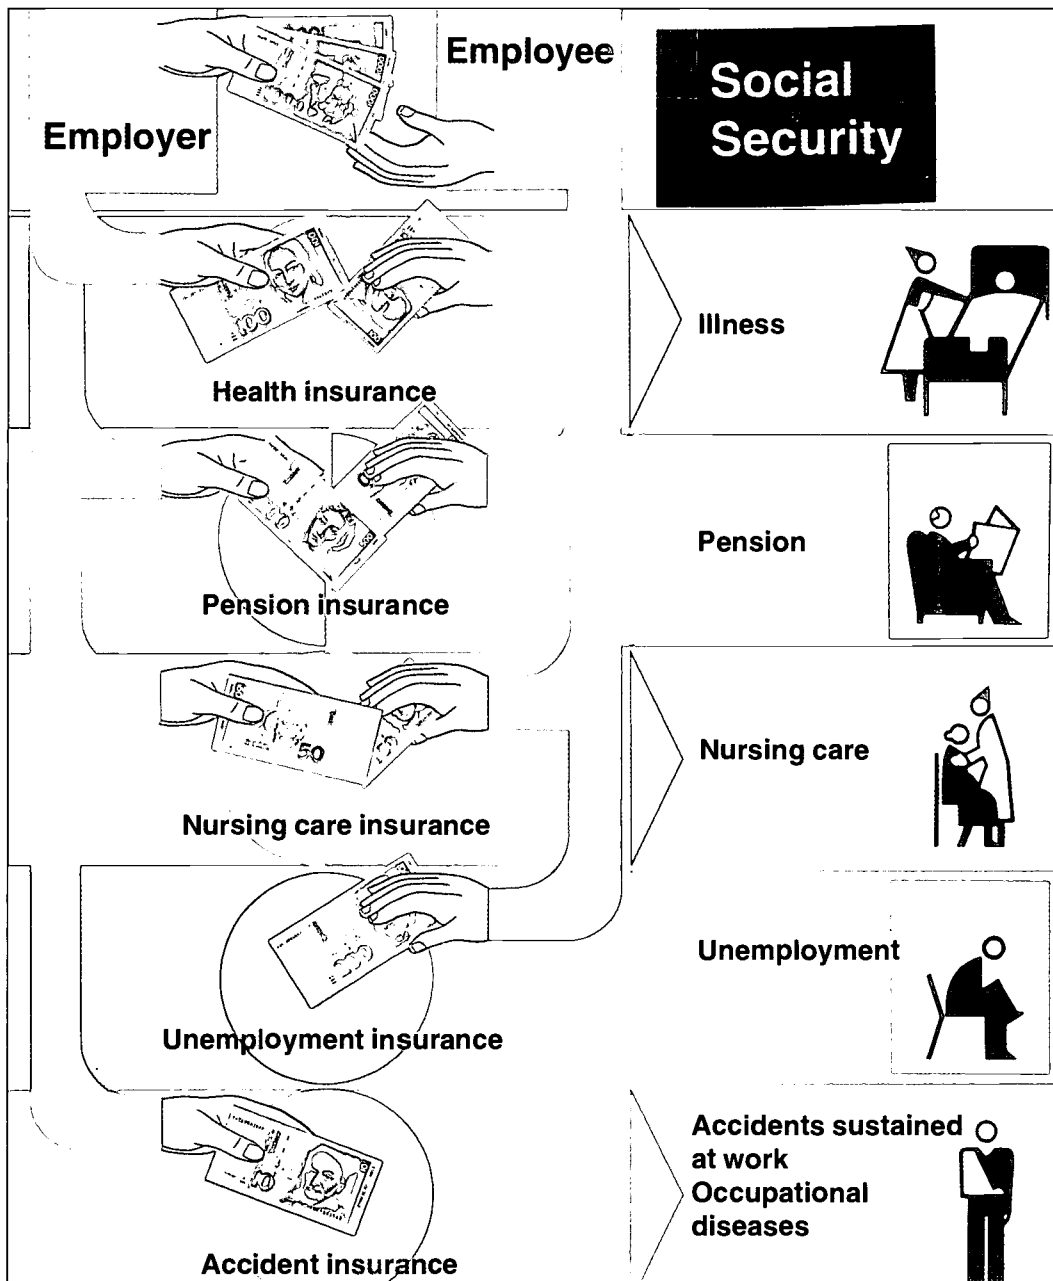 Employee
Employer
Social
Security
Health insurance
Illness
Pension insurance
Pension
Nursing care insurance
Nursing care
Unemployment insurance
Unemployment
Accident insurance
Accidents sustained
at work
Occupational
diseases